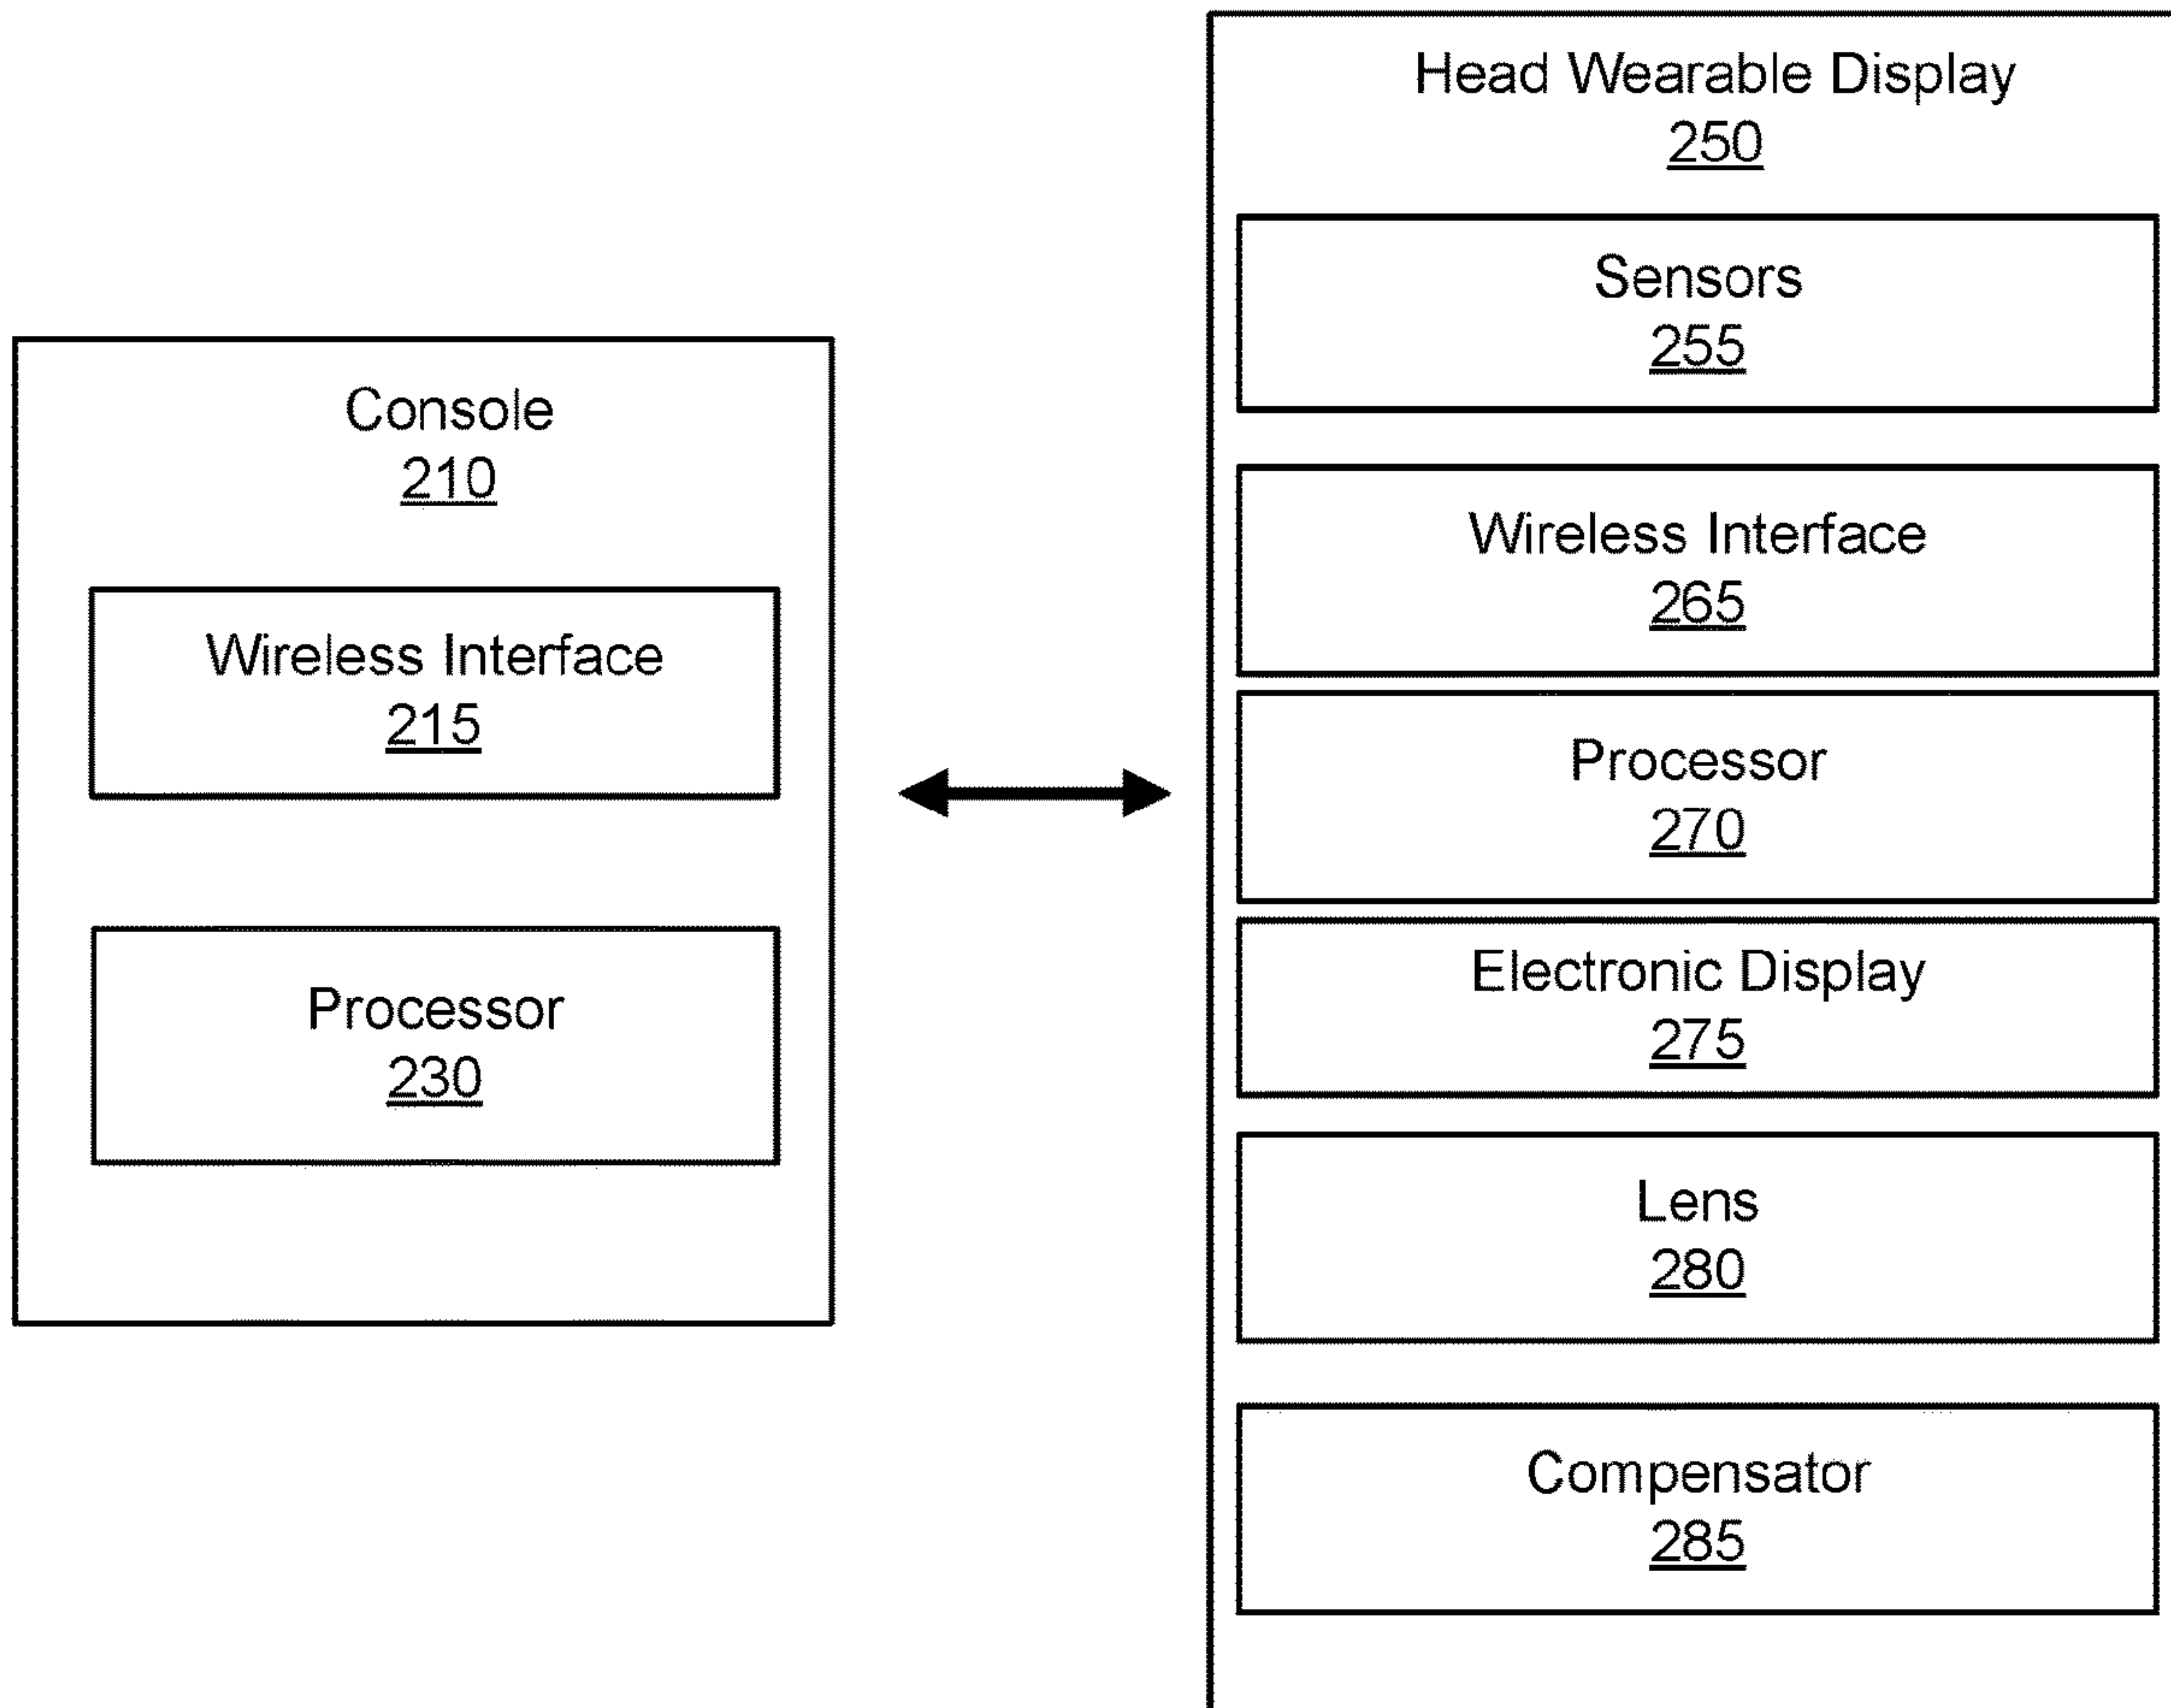 Console
210
Wireless Interface
215
Processor
230
Head Wearable Display
250
Sensors
255
Wireless Interface
265
Processor
270
Electronic Display
275
Lens
280
Compensator
285